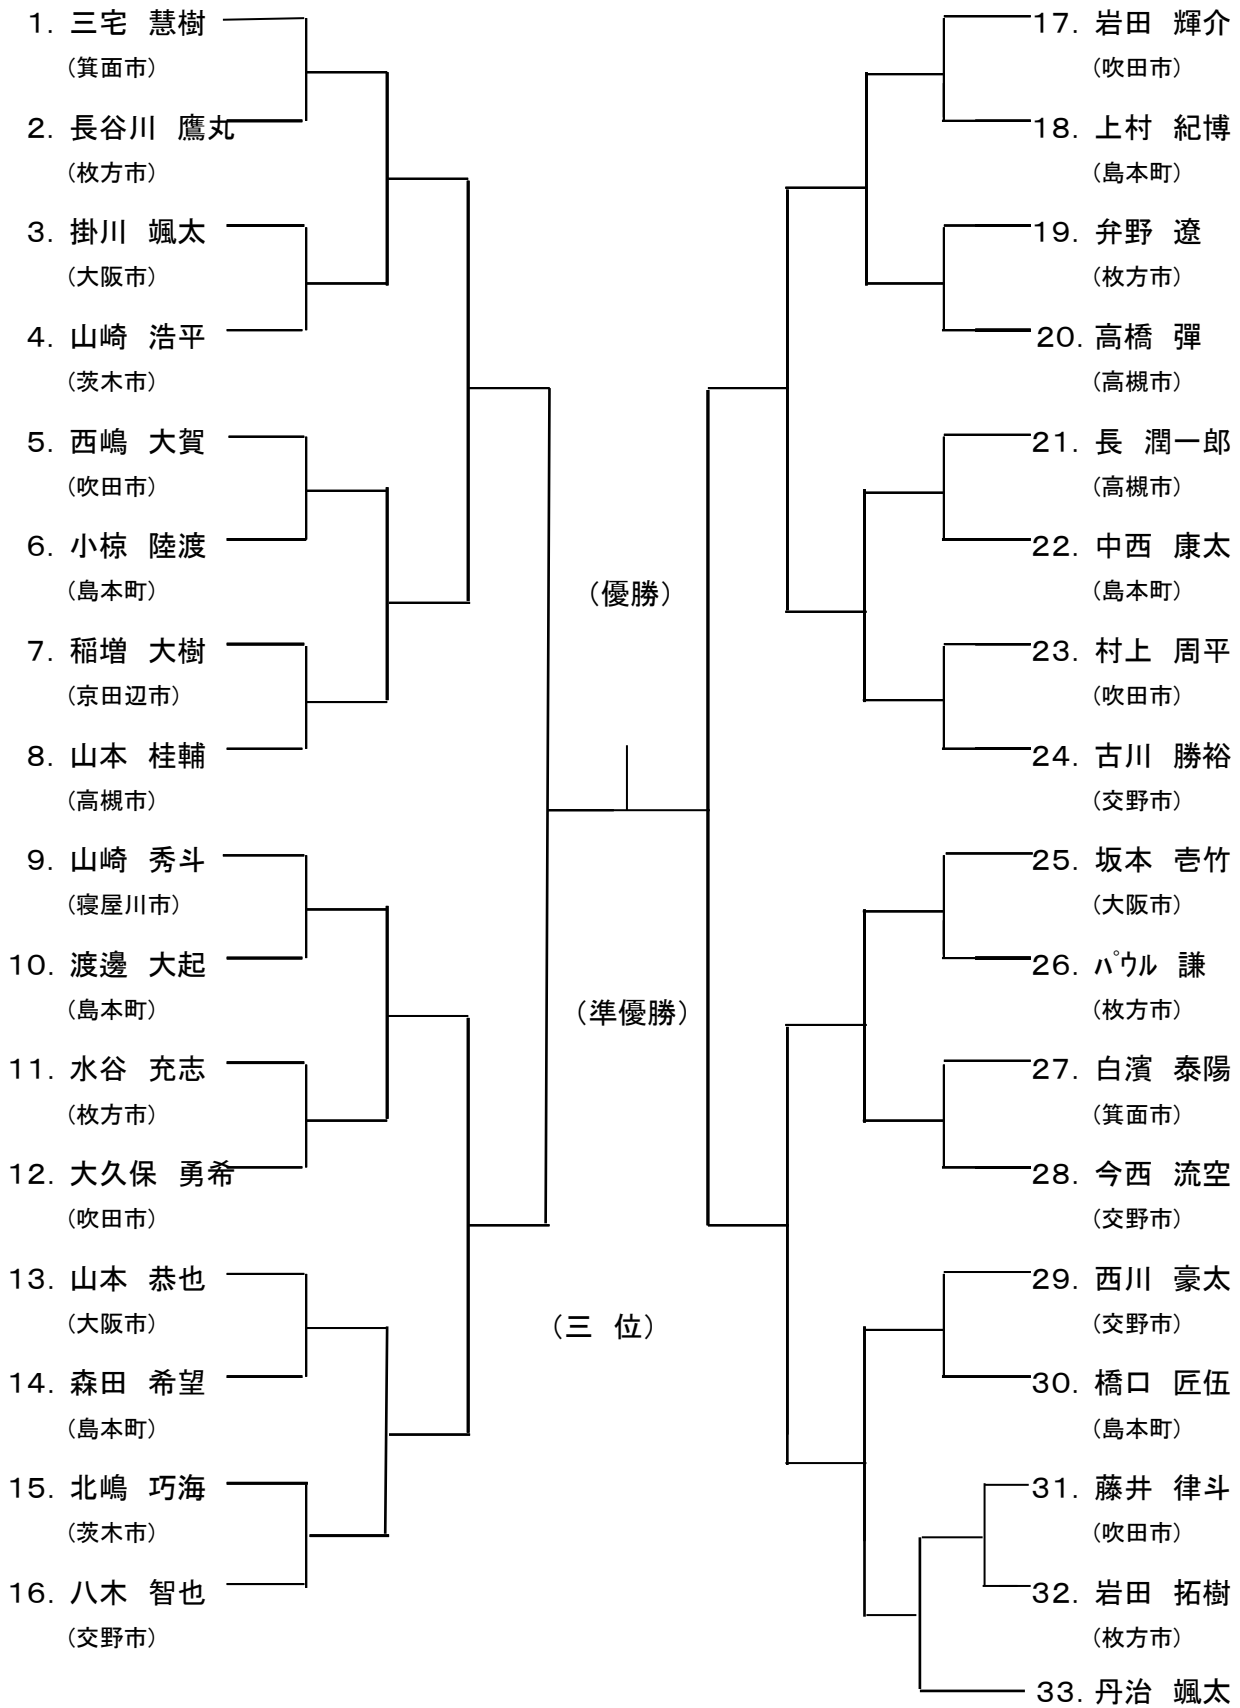 1. 三宅 慧樹
(箕面市)
2. 長谷川 鷹丸
(枚方市)
3. 掛川 颯太
(大阪市)
4. 山崎 浩平
(茨木市)
5. 西嶋 大賀
(吹田市)
6. 小椋 陸渡
(島本町)
7. 稲増 大樹
(京田辺市)
8. 山本 桂輔
(高槻市)
9. 山崎 秀斗
(寝屋川市)
10. 渡邊 大起
(島本町)
11. 水谷 充志
(枚方市)
12. 大久保 勇希
(吹田市)
13. 山本 恭也
(大阪市)
14. 森田 希望
(島本町)
15. 北嶋 巧海
(茨木市)
16. 八木 智也
(交野市)
(優勝)
(準優勝)
(三 位)
17. 岩田 輝介
(吹田市)
18. 上村 紀博
(島本町)
19. 弁野 遼
(枚方市)
20. 高橋 彈
(高槻市)
21. 長 潤一郎
(高槻市)
22. 中西 康太
(島本町)
23. 村上 周平
(吹田市)
24. 古川 勝裕
(交野市)
25. 坂本 壱竹
(大阪市)
26. ﾊﾟｳﾙ 謙
(枚方市)
27. 白濱 泰陽
(箕面市)
28. 今西 流空
(交野市)
29. 西川 豪太
(交野市)
30. 橋口 匠伍
(島本町)
31. 藤井 律斗
(吹田市)
32. 岩田 拓樹
(枚方市)
33. 丹治 颯太